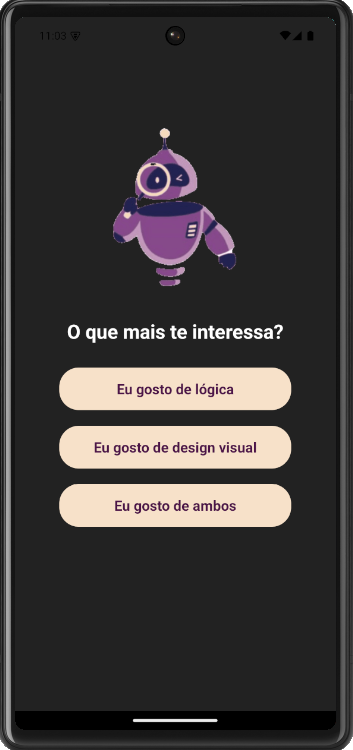 11:03
O que mais te interessa?
Eu gosto de lógica
Eu gosto de design visual
Eu gosto de ambos